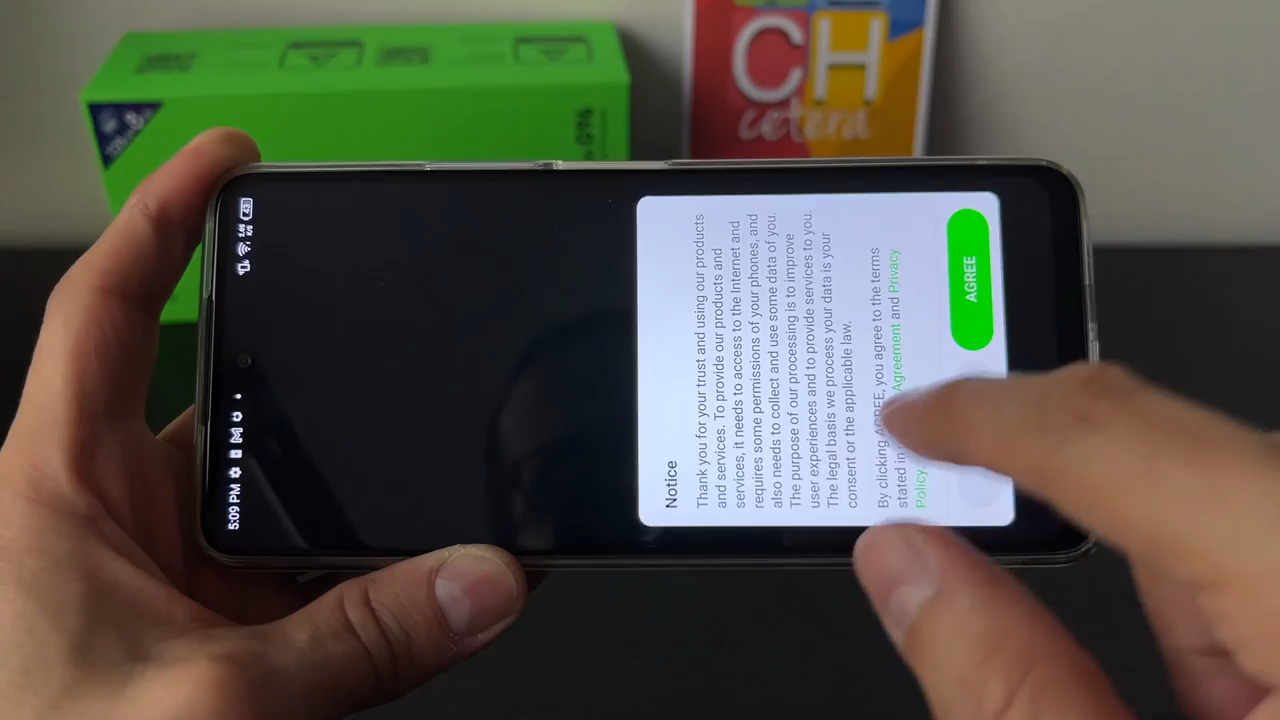 CH
cetera
G96
5:09 PM
43
Notice
Thank you for your trust and using our products
and services. To provide our products and
services, it needs to access to the Internet and
requires some permissions of your phones, and
also needs to collect and use some data of you.
The purpose of our processing is to improve
user experiences and to provide services to you.
The legal basis we process your data is your
consent or the applicable law.
By clicking AGREE, you agree to the terms
stated in Agreement and Privacy
Policy.
AGREE